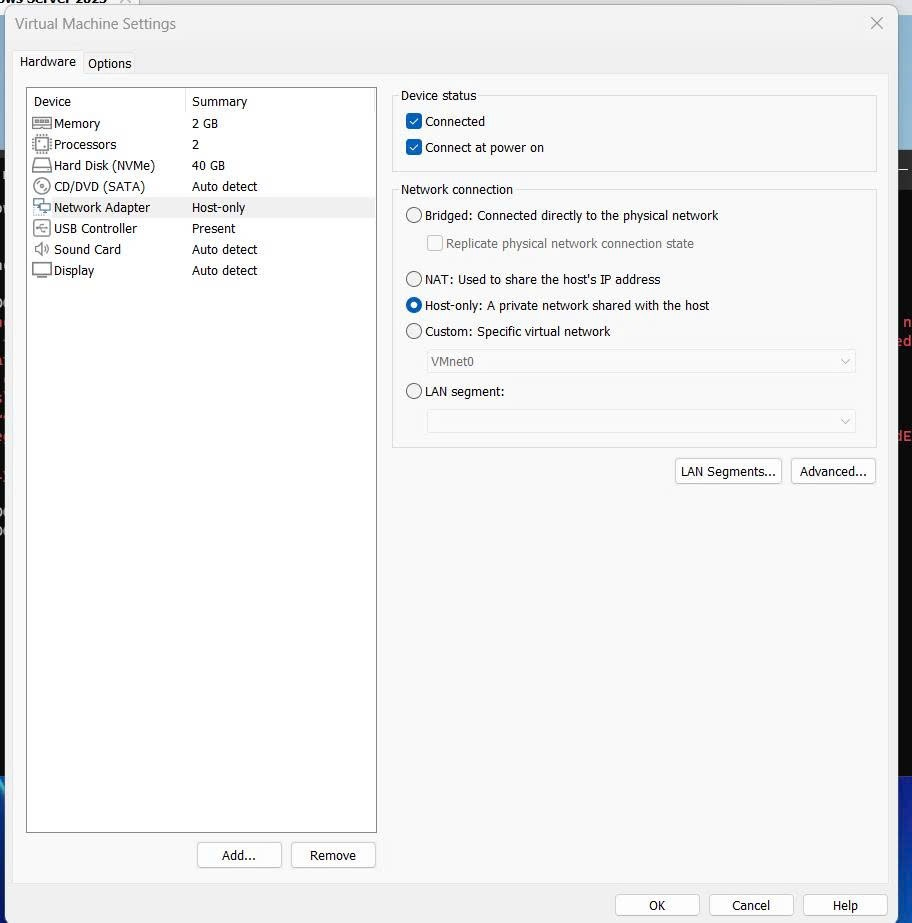 Virtual Machine Settings
Hardware
Options
Device Summary
Memory 2 GB
Processors 2
Hard Disk (NVMe) 40 GB
CD/DVD (SATA) Auto detect
Network Adapter Host-only
USB Controller Present
Sound Card Auto detect
Display Auto detect
Add...
Remove
Device status
Connected
Connect at power on
Network connection
Bridged: Connected directly to the physical network
Replicate physical network connection state
NAT: Used to share the host's IP address
Host-only: A private network shared with the host
Custom: Specific virtual network
VMnet0
LAN segment:
LAN Segments...
Advanced...
OK
Cancel
Help